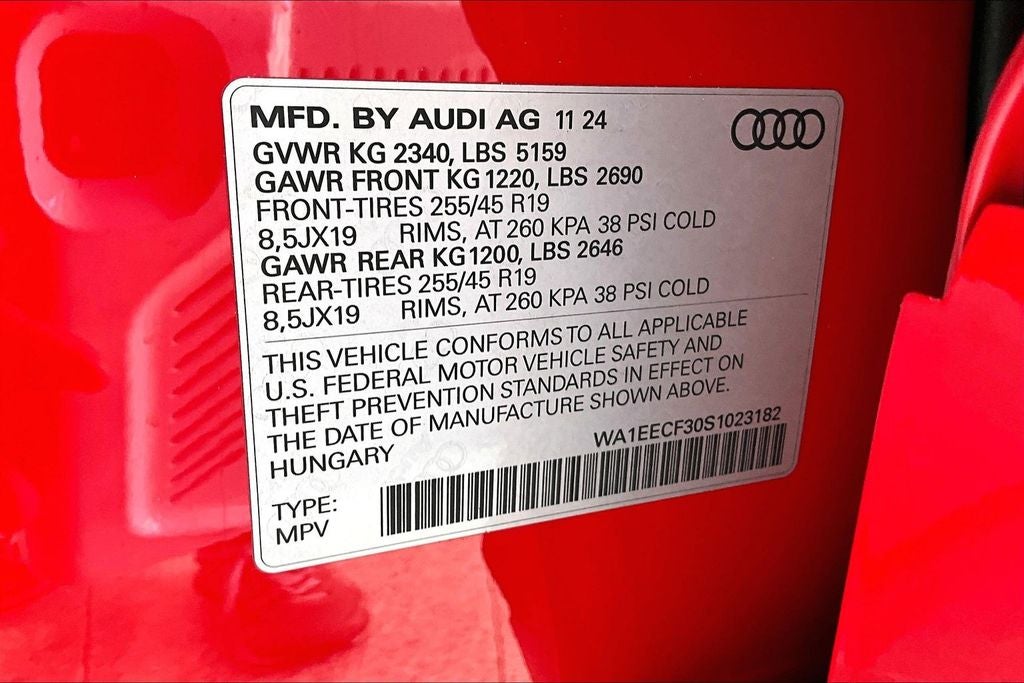 MFD. BY AUDI AG 11 24
GVWR KG 2340, LBS 5159
GAWR FRONT KG 1220, LBS 2690
FRONT-TIRES 255/45 R19
8,5JX19 RIMS, AT 260 KPA 38 PSI COLD
GAWR REAR KG 1200, LBS 2646
REAR-TIRES 255/45 R19
8,5JX19 RIMS, AT 260 KPA 38 PSI COLD
THIS VEHICLE CONFORMS TO ALL APPLICABLE
U.S. FEDERAL MOTOR VEHICLE SAFETY AND
THEFT PREVENTION STANDARDS IN EFFECT ON
THE DATE OF MANUFACTURE SHOWN ABOVE.
HUNGARY WA1EECF30S1023182
TYPE:
MPV